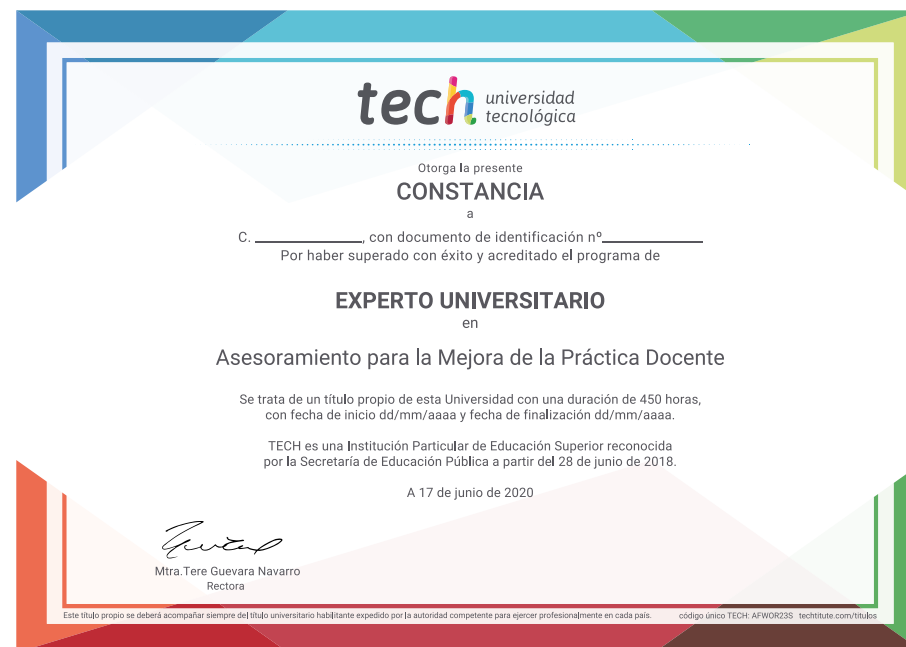 tech universidad
tecnológica
Otorga la presente
CONSTANCIA
a
C. ____________, con documento de identificación nº____________
Por haber superado con éxito y acreditado el programa de
EXPERTO UNIVERSITARIO
en
Asesoramiento para la Mejora de la Práctica Docente
Se trata de un título propio de esta Universidad con una duración de 450 horas,
con fecha de inicio dd/mm/aaaa y fecha de finalización dd/mm/aaaa.
TECH es una Institución Particular de Educación Superior reconocida
por la Secretaría de Educación Pública a partir del 28 de junio de 2018.
A 17 de junio de 2020
Mtra.Tere Guevara Navarro
Rectora
Este título propio se deberá acompañar siempre del título universitario habilitante expedido por la autoridad competente para ejercer profesionalmente en cada país. código único TECH: AFWOR23S techtitute.com/titulos